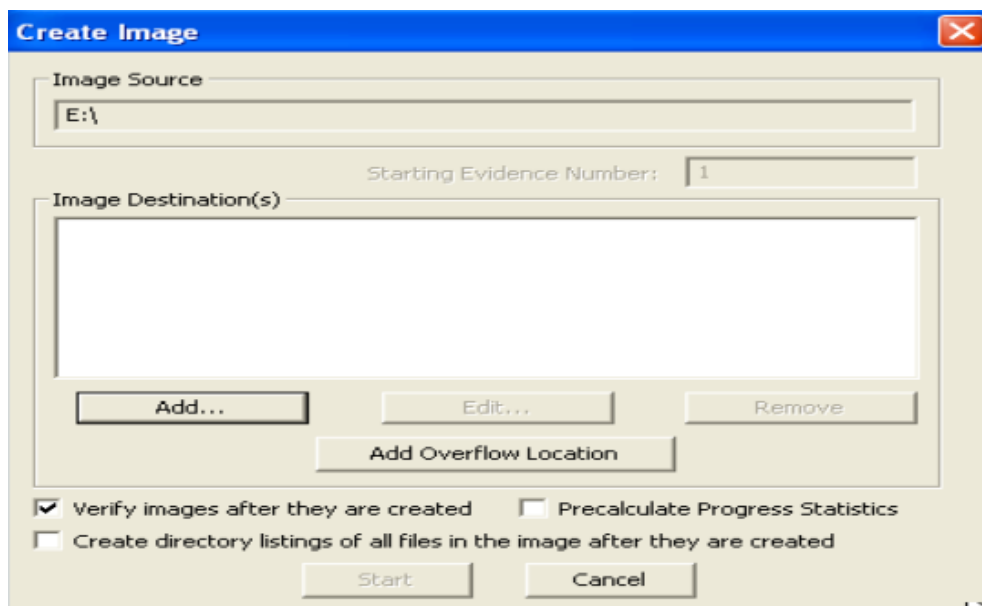 Create Image
Image Source
E:\
Starting Evidence Number: 1
Image Destination(s)
Add... Edit... Remove
Add Overflow Location
Verify images after they are created Precalculate Progress Statistics
Create directory listings of all files in the image after they are created
Start Cancel